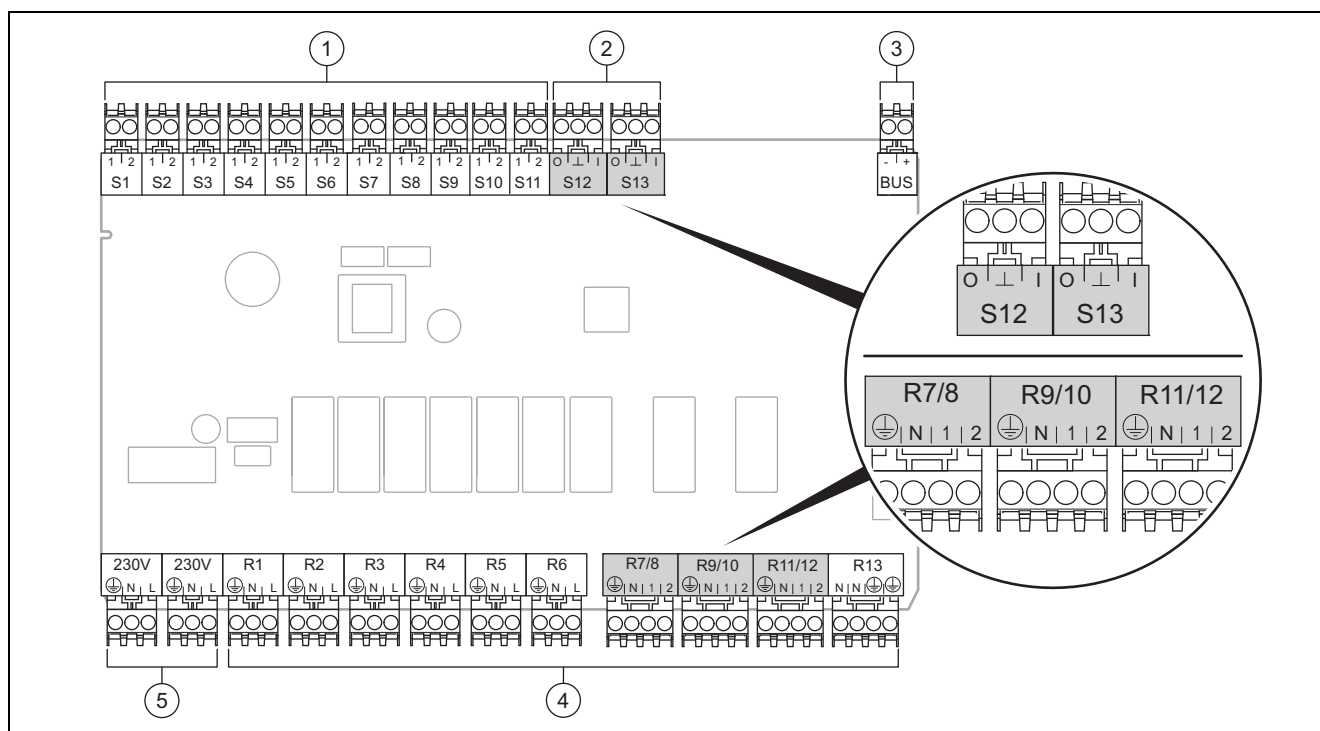 1 2 3
1 2 1 2 1 2 1 2 1 2 1 2 1 2 1 2 1 2 1 2 1 2 O ⊥ I O ⊥ I - +
S1 S2 S3 S4 S5 S6 S7 S8 S9 S10 S11 S12 S13 BUS
O ⊥ I O ⊥ I
S12 S13
R7/8 R9/10 R11/12
N 1 2 N 1 2 N 1 2
230V 230V R1 R2 R3 R4 R5 R6 R7/8 R9/10 R11/12 R13
N L N L N L N L N L N L N L N L N 1 2 N 1 2 N 1 2 N N
5 4